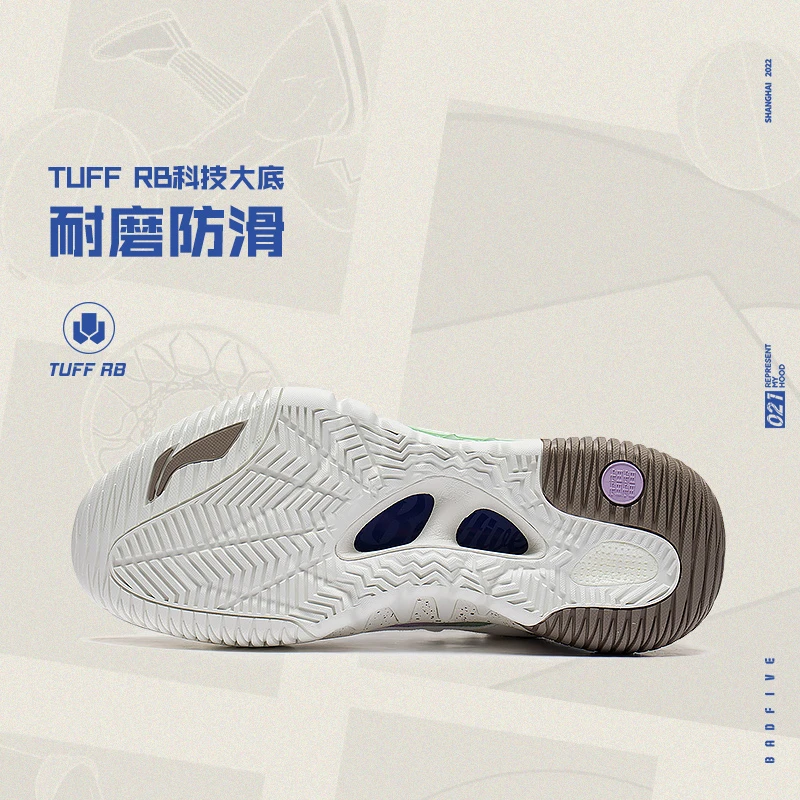 SHANGHAI 2022
TUFF RB科技大底
耐磨防滑
TUFF RB
021
REPRESENT
MY
HOOD
BADFIVE